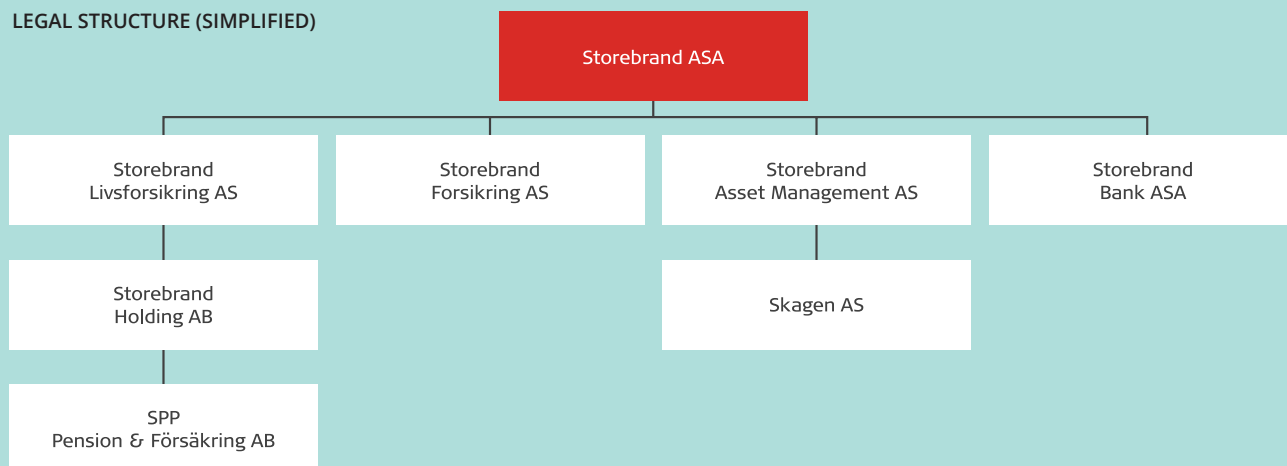 LEGAL STRUCTURE (SIMPLIFIED)
Storebrand ASA
Storebrand
Livsforsikring AS
Storebrand
Forsikring AS
Storebrand
Asset Management AS
Storebrand
Bank ASA
Storebrand
Holding AB
Skagen AS
SPP
Pension & Försäkring AB